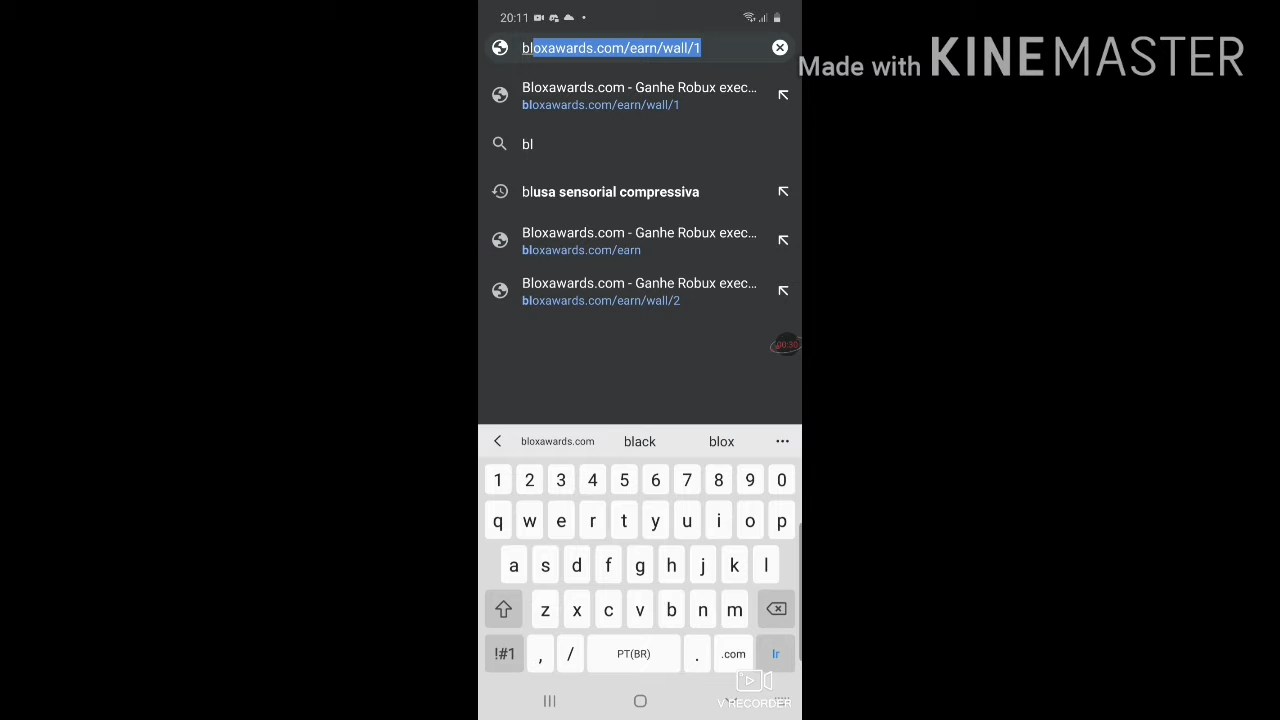 20:11
Made with KINEMASTER
bloxawards.com/earn/wall/1
Bloxawards.com - Ganhe Robux exec...
bloxawards.com/earn/wall/1
bl
blusa sensorial compressiva
Bloxawards.com - Ganhe Robux exec...
bloxawards.com/earn
Bloxawards.com - Ganhe Robux exec...
bloxawards.com/earn/wall/2
00:30
bloxawards.com black blox
1 2 3 4 5 6 7 8 9 0
q w e r t y u i o p
a s d f g h j k l
z x c v b n m
!#1 , / PT(BR) . .com Ir
V RECORDER